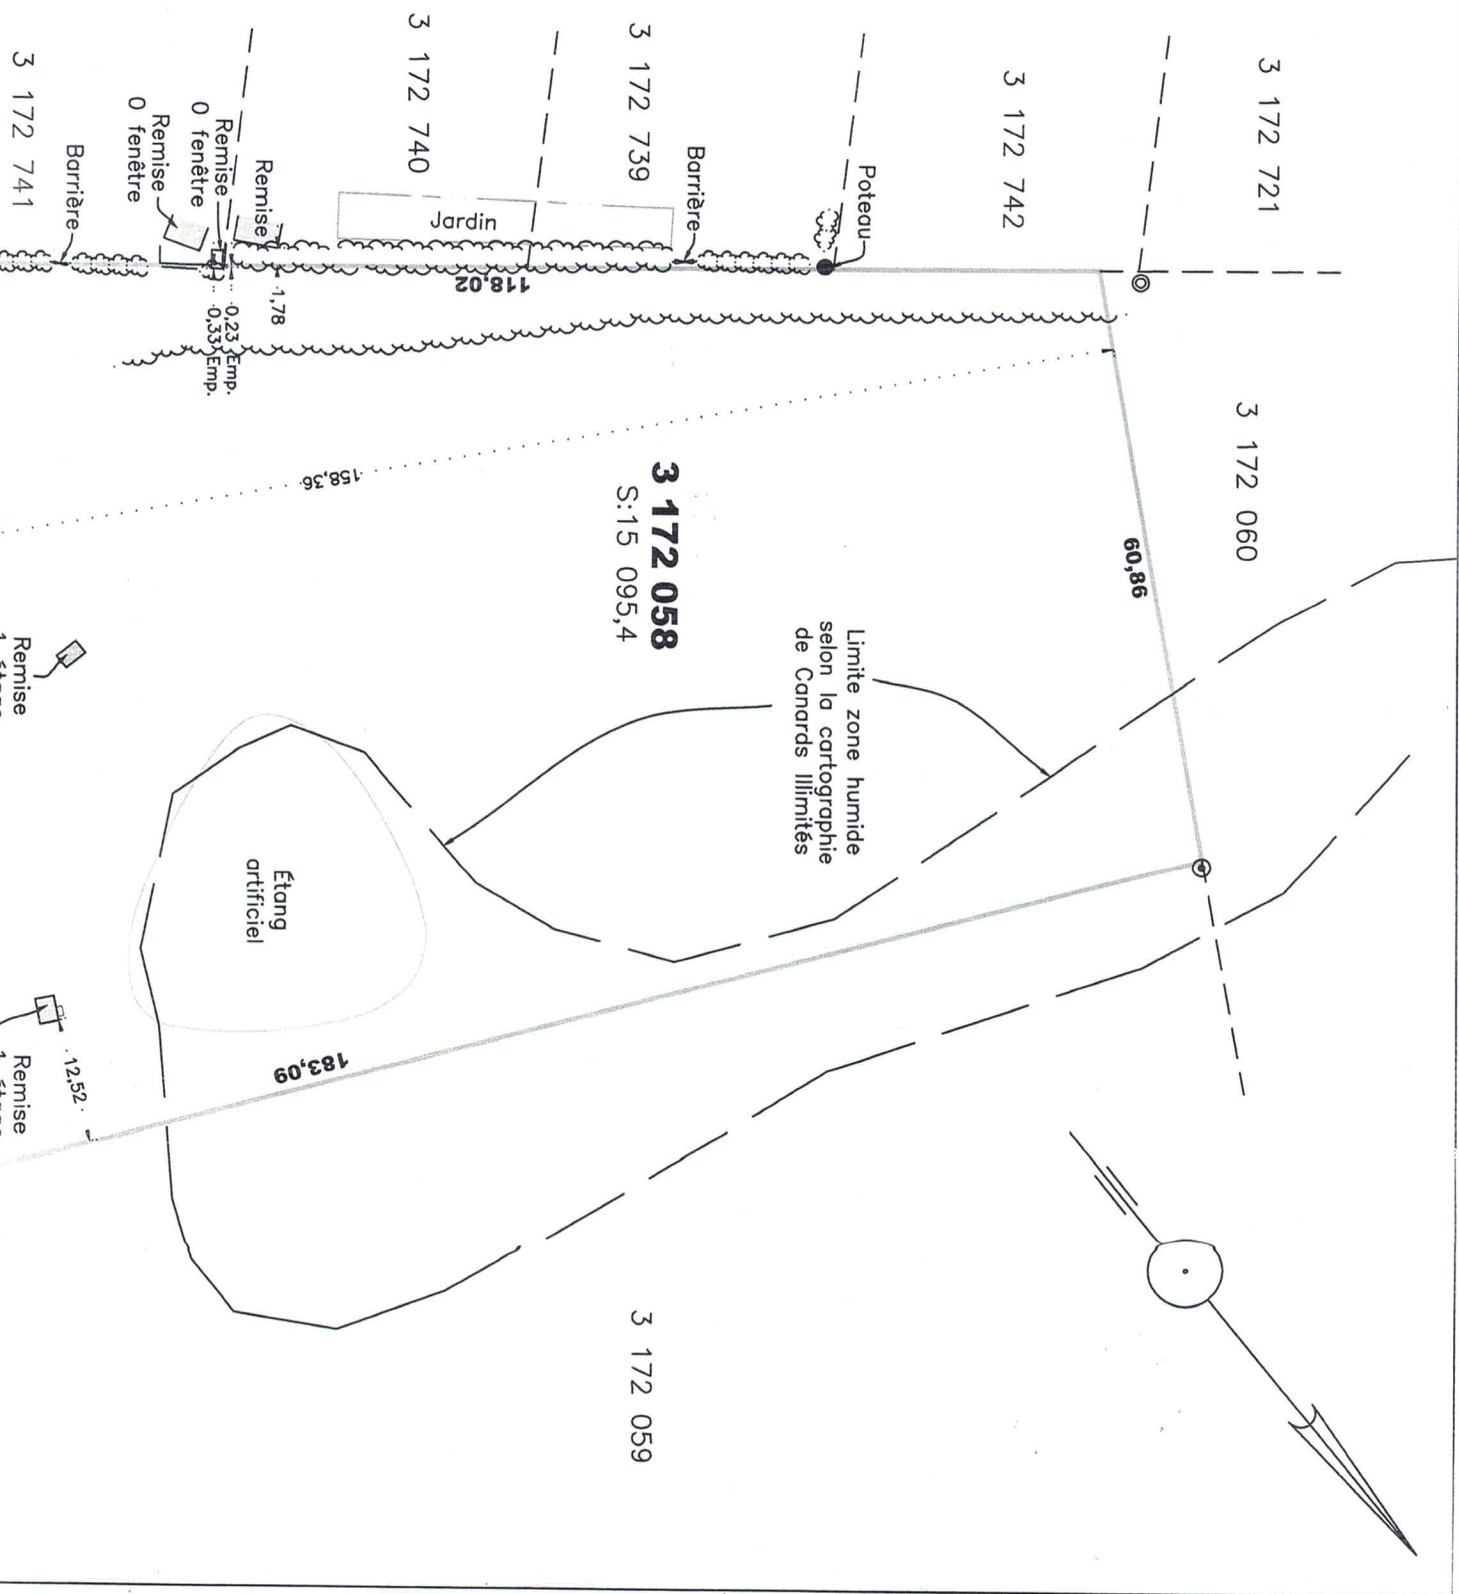 3 172 721
3 172 742
3 172 739
3 172 740
3 172 741
Poteau
Barrière
Jardin
Remise
Remise
0 fenêtre
Remise
0 fenêtre
Barrière
118,02
1,78
0,23 Emp.
0,33 Emp.
3 172 060
60,86
158,36
3 172 058
S:15 095,4
Limite zone humide
selon la cartographie
de Canards Illimités
Étang
artificiel
Remise
183,09
12,52
Remise
3 172 059